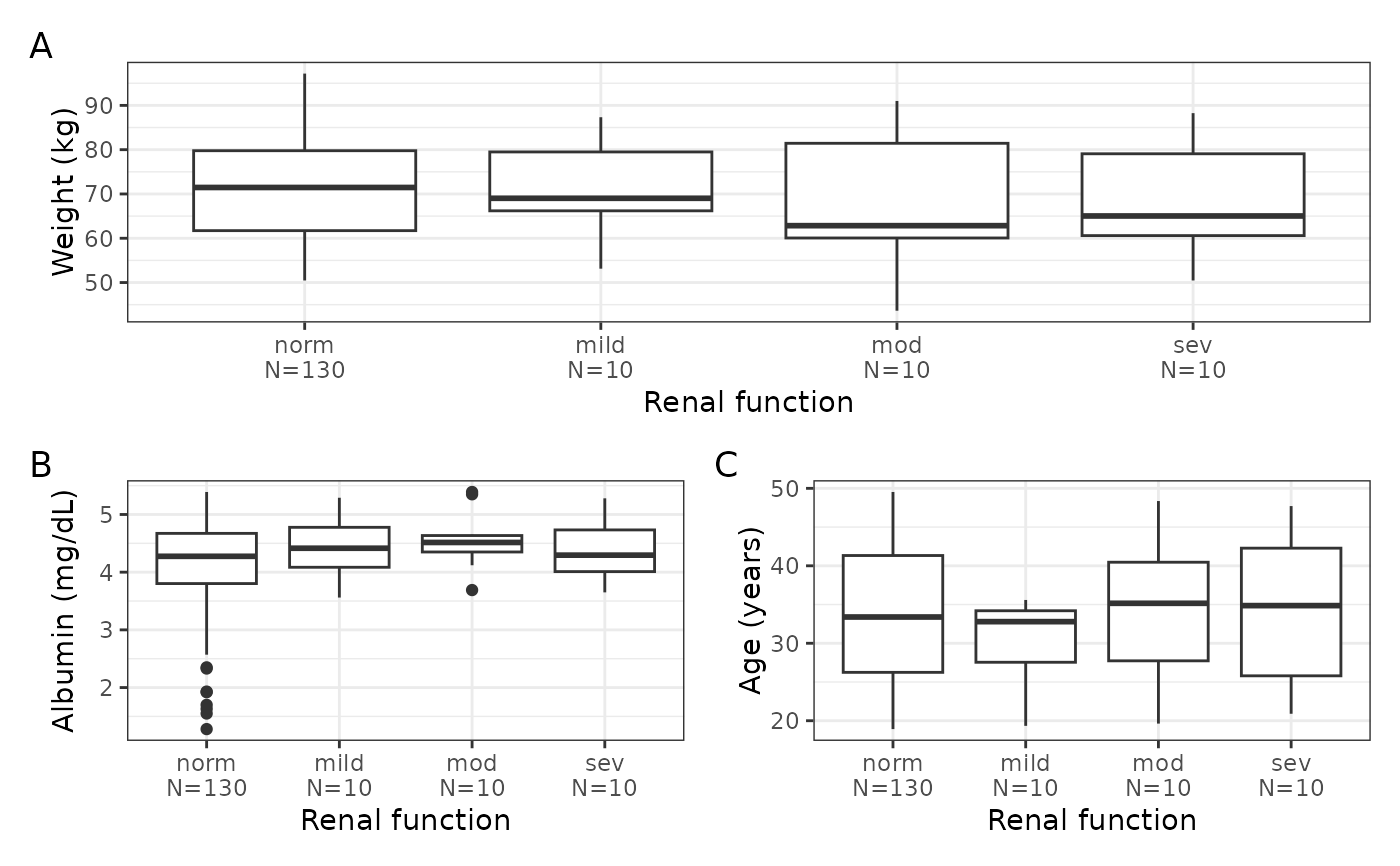 A
Weight (kg)
90
80
70
60
50
norm
N=130
mild
N=10
mod
N=10
sev
N=10
Renal function
B
Albumin (mg/dL)
5
4
3
2
norm
N=130
mild
N=10
mod
N=10
sev
N=10
Renal function
C
Age (years)
50
40
30
20
norm
N=130
mild
N=10
mod
N=10
sev
N=10
Renal function